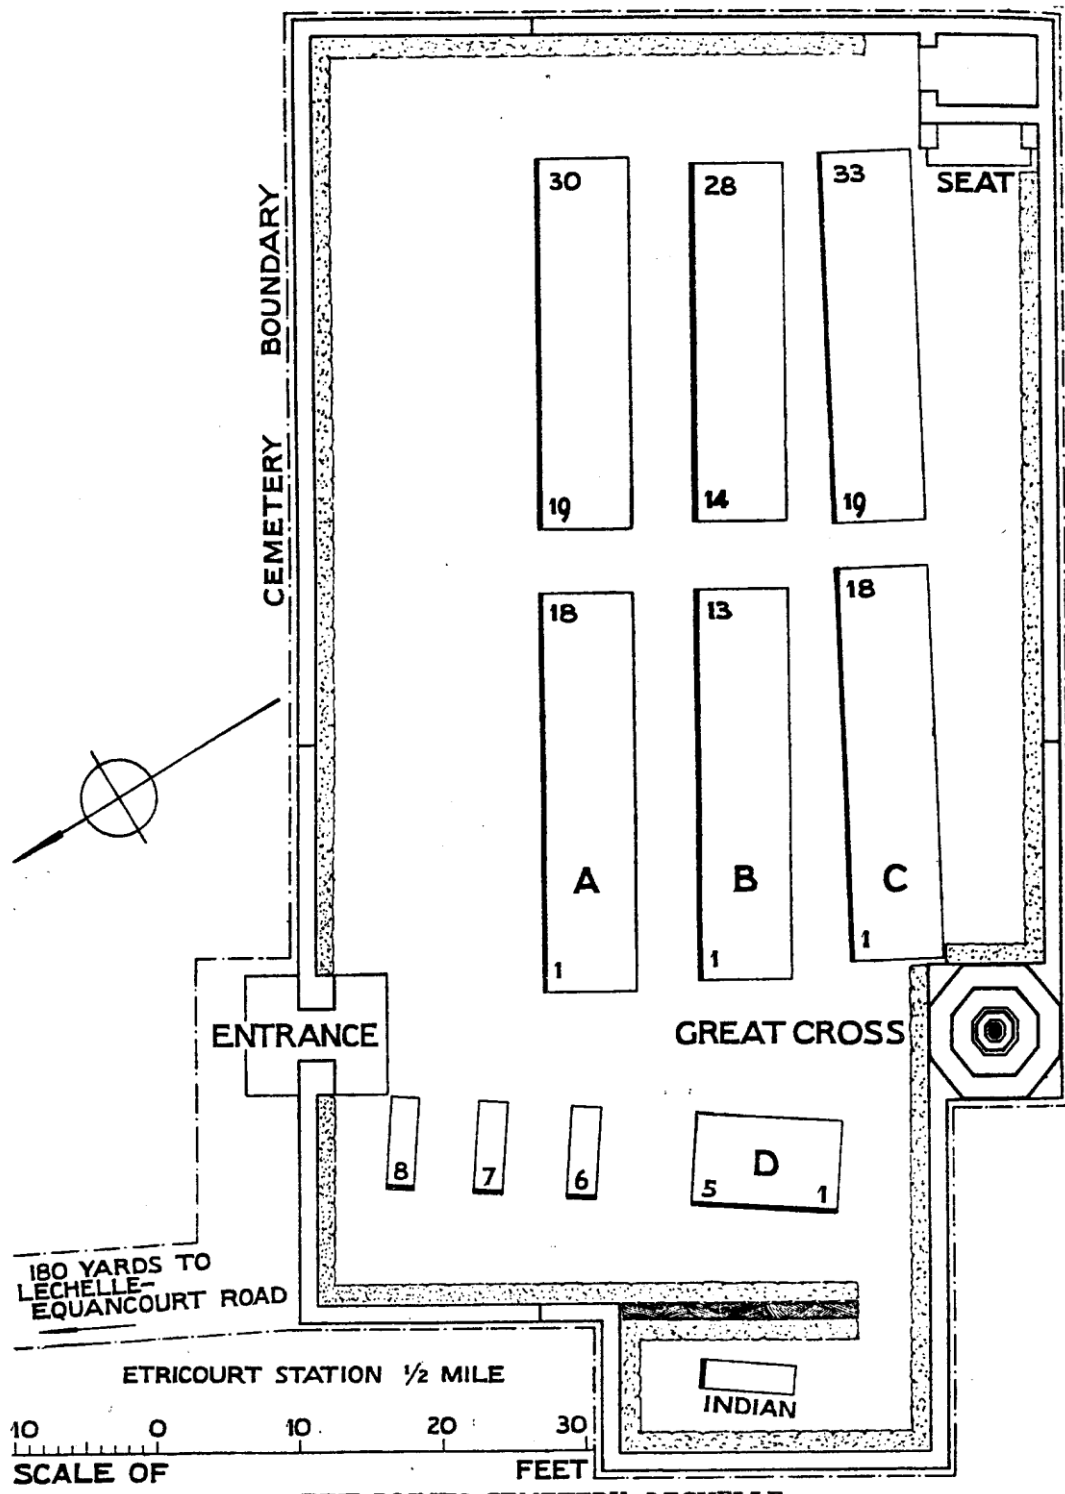 30 28 33
SEAT
CEMETERY BOUNDARY
19 14 19
18 13 18
A B C
1 1 1
ENTRANCE
GREAT CROSS
8 7 6 5 D 1
180 YARDS TO
LECHELLE-
EQUANCOURT ROAD
ETRICOURT STATION ½ MILE
INDIAN
10 0 10 20 30
SCALE OF FEET
CEMETERY, LECHELLE